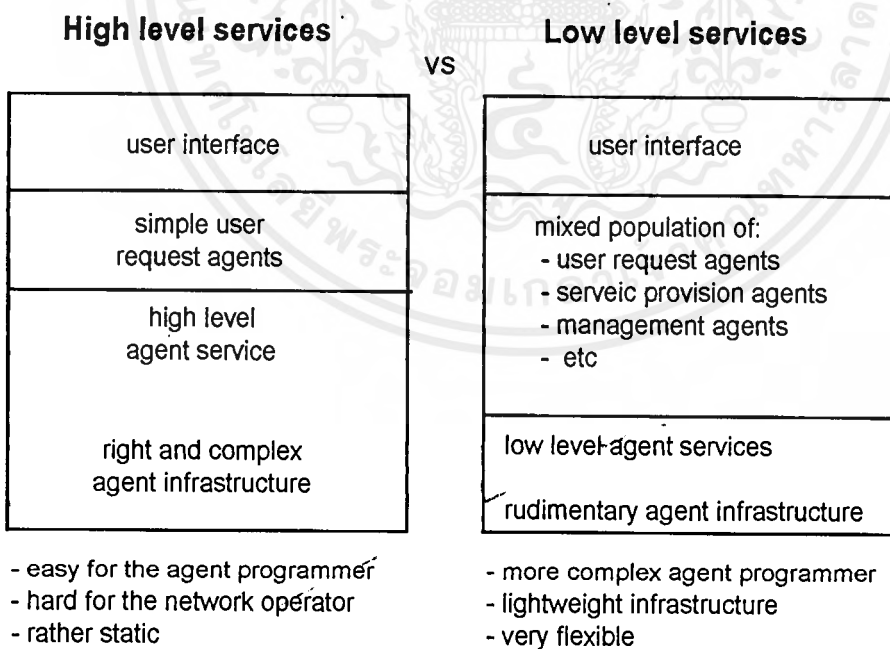 High level services
vs
Low level services
user interface
simple user
request agents
high level
agent service
right and complex
agent infrastructure
- easy for the agent programmer
- hard for the network operator
- rather static
user interface
mixed population of:
- user request agents
- serveic provision agents
- management agents
- etc
low level agent services
rudimentary agent infrastructure
- more complex agent programmer
- lightweight infrastructure
- very flexible